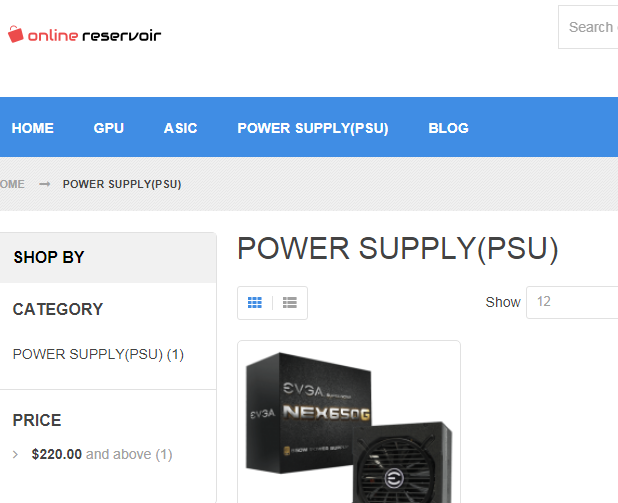 online reservoir
Search
HOME GPU ASIC POWER SUPPLY(PSU) BLOG
OME → POWER SUPPLY(PSU)
SHOP BY
POWER SUPPLY(PSU)
CATEGORY
Show 12
POWER SUPPLY(PSU) (1)
PRICE
$220.00 and above (1)
EVGA
EVGA NEX650G